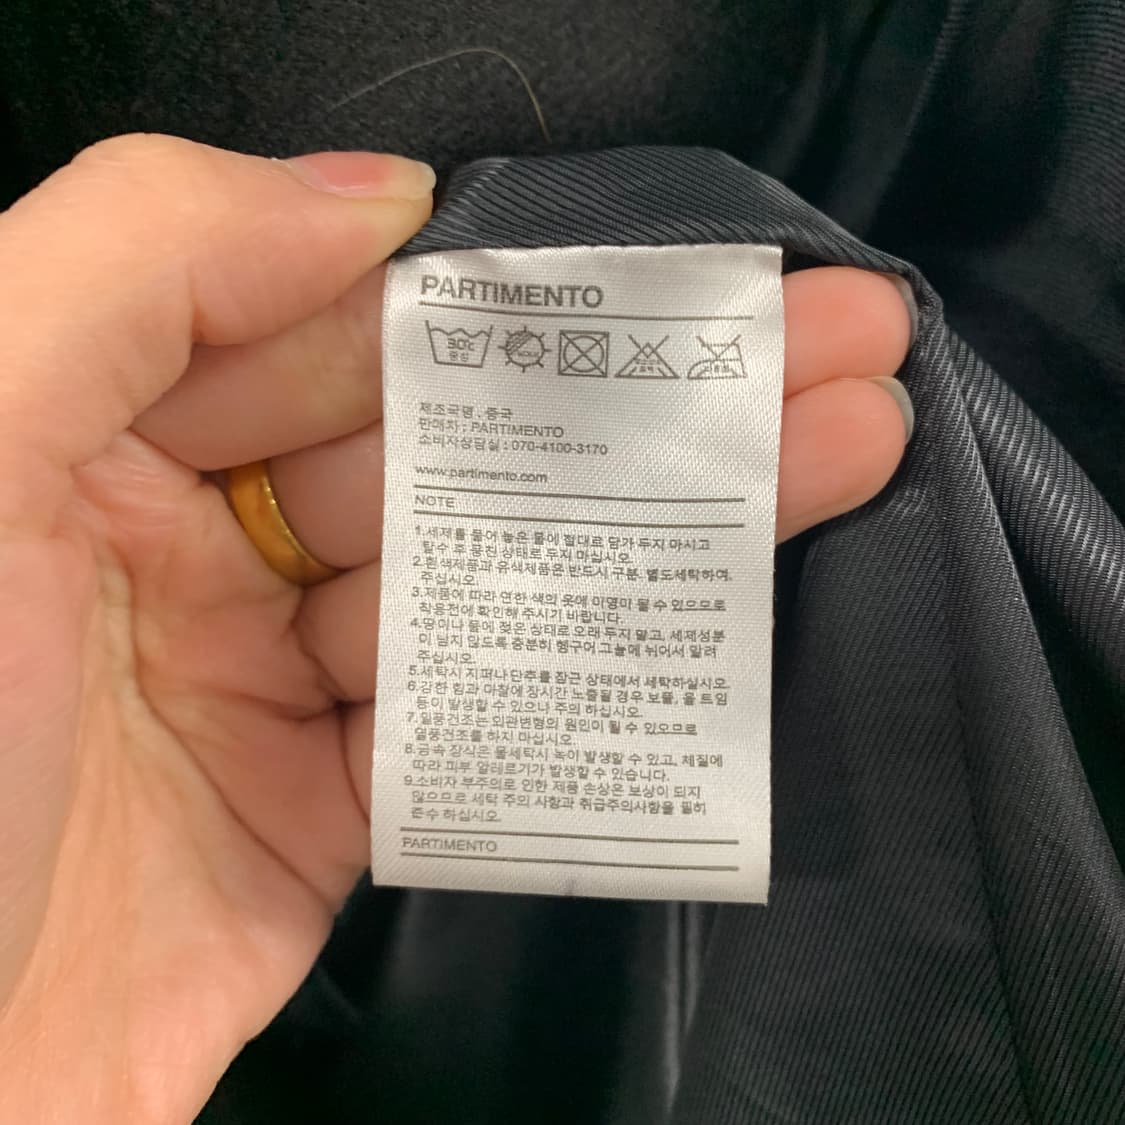 PARTIMENTO
30℃
중성
제조국명 : 중국
판매처 : PARTIMENTO
소비자상담실 : 070-4100-3170
www.partimento.com
NOTE
1.세제를 풀어 놓은 물에 절대로 담가 두지 마시고
탈수 후 뭉친 상태로 두지 마십시오.
2.흰색제품과 유색제품은 반드시 구분. 별도세탁하여.
주십시오.
3.제품에 따라 연한 색의 옷에 이염이 될 수 있으므로
착용전에 확인해 주시기 바랍니다.
4.땀이나 물에 젖은 상태로 오래 두지 말고, 세제성분
이 남지 않도록 충분히 헹구어 그늘에 뉘어서 말려
주십시오.
5.세탁시 지퍼나 단추를 잠근 상태에서 세탁하십시오.
6.강한 힘과 마찰에 장시간 노출될 경우 보풀, 올 트임
등이 발생할 수 있으니 주의 하십시오.
7.열풍건조는 외관변형의 원인이 될 수 있으므로
열풍건조를 하지 마십시오.
8.금속 장식은 물세탁시 녹이 발생할 수 있고, 체질에
따라 피부 알레르기가 발생할 수 있습니다.
9.소비자 부주의로 인한 제품 손상은 보상이 되지
않으므로 세탁 주의 사항과 취급주의사항을 필히
준수 하십시오.
PARTIMENTO